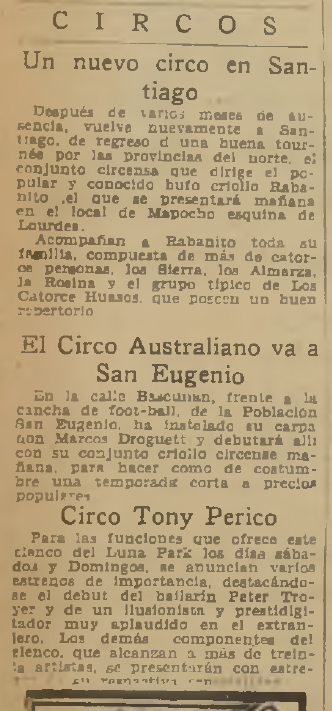 CIRCOS
Un nuevo circo en San-
tiago
Después de varios meses de au-
sencia, vuelve nuevamente a San-
tiago, de regreso d una buena tour-
née por las provincias del norte, el
conjunto circense que dirige el po-
pular y conocido bufo criollo Raba-
nito ,el que se presentará mañana
en el local de Mapocho esquina de
Lourdes.
Acompañan a Rabanito toda su
familia, compuesta de más de cator-
ce personas, los Sierra, los Almarza,
la Rosina y el grupo típico de Los
Catorce Huasos, que poseen un buen
repertorio
El Circo Australiano va a
San Eugenio
En la calle Bascuñan, frente a la
cancha de foot-ball, de la Población
San Eugenio, ha instalado su carpa
don Marcos Droguett y debutará allí
con su conjunto criollo circense ma-
ñana, para hacer como de costum-
bre una temporada corta a precios
populares
Circo Tony Perico
Para las funciones que ofrece este
elenco del Luna Park los días sába-
dos y Domingos, se anuncian varios
estrenos de importancia, destacándo-
se el debut del bailarín Peter Tro-
yer y de un ilusionista y prestidigi-
tador muy aplaudido en el extran-
jero. Los demás componentes del
elenco, que alcanzan a más de trein-
ta artistas, se presentarán con estre-